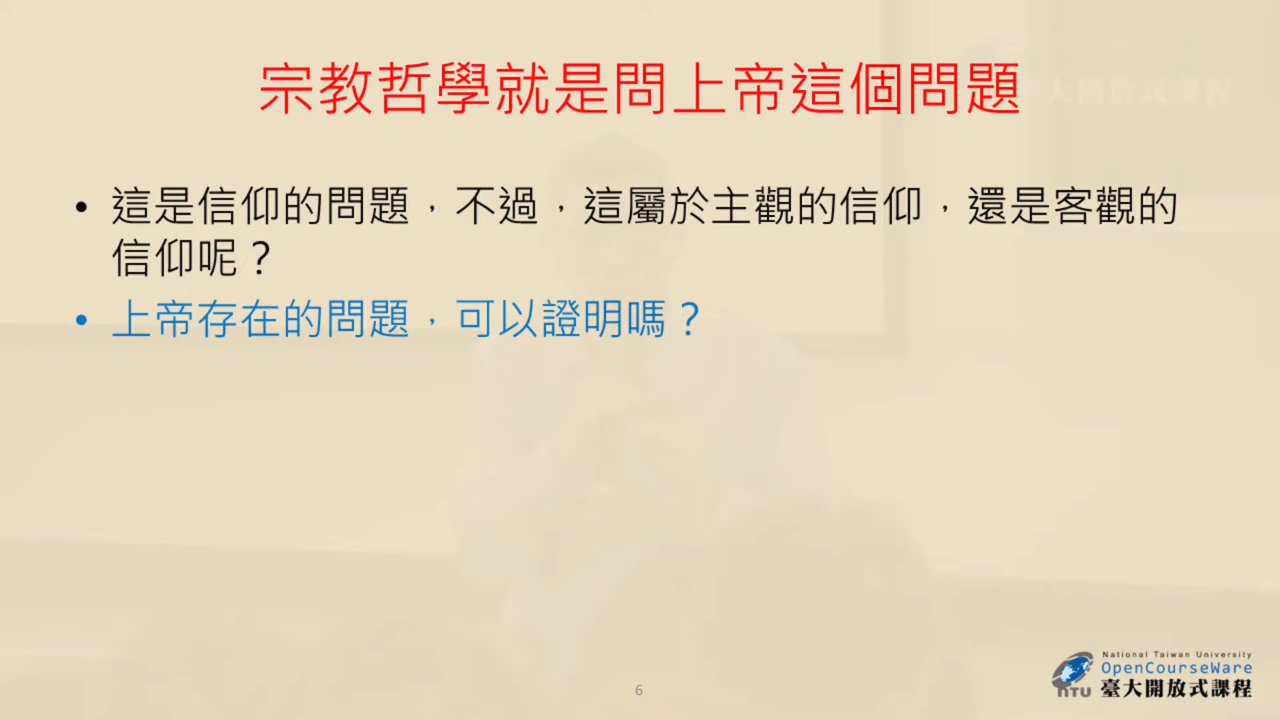 宗教哲學就是問上帝這個問題
• 這是信仰的問題，不過，這屬於主觀的信仰，還是客觀的
信仰呢？
• 上帝存在的問題，可以證明嗎？
6
National Taiwan University
OpenCourseWare
NTU 臺大開放式課程